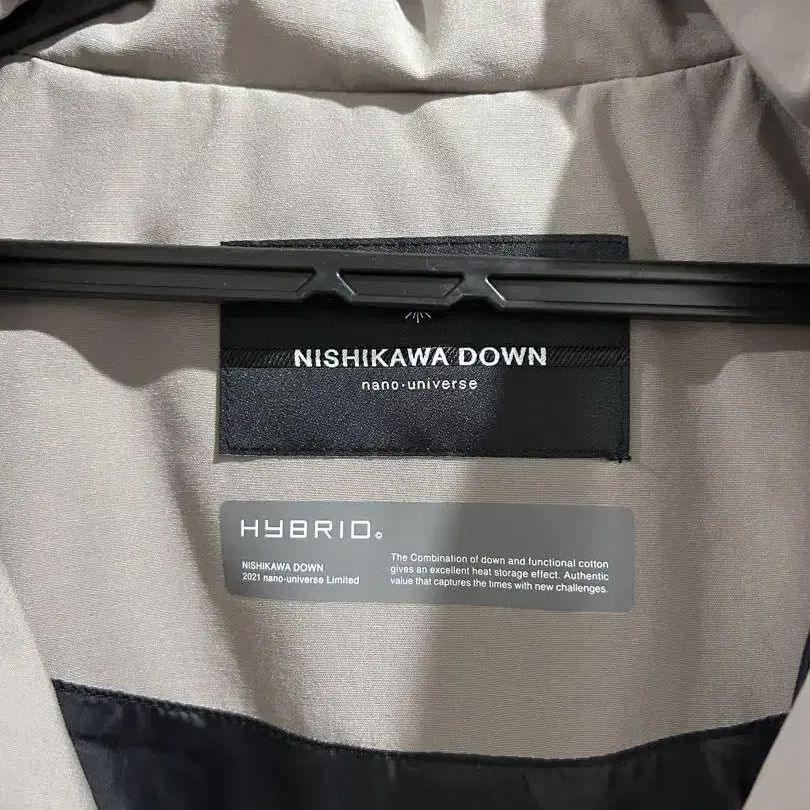 NISHIKAWA DOWN
nano·universe
HYBRID©
NISHIKAWA DOWN
2021 nano·universe Limited
The Combination of down and functional cotton
gives an excellent heat storage effect. Authentic
value that captures the times with new challenges.